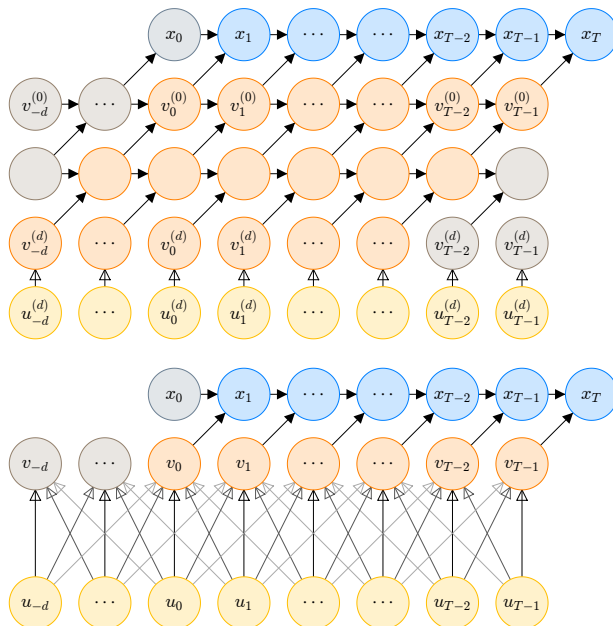 x_0 x_1 ... ... x_{T-2} x_{T-1} x_T
v_{-d}^{(0)} ... v_0^{(0)} v_1^{(0)} ... ... v_{T-2}^{(0)} v_{T-1}^{(0)}
v_{-d}^{(d)} ... v_0^{(d)} v_1^{(d)} ... ... v_{T-2}^{(d)} v_{T-1}^{(d)}
u_{-d}^{(d)} ... u_0^{(d)} u_1^{(d)} ... ... u_{T-2}^{(d)} u_{T-1}^{(d)}
x_0 x_1 ... ... x_{T-2} x_{T-1} x_T
v_{-d} ... v_0 v_1 ... ... v_{T-2} v_{T-1}
u_{-d} ... u_0 u_1 ... ... u_{T-2} u_{T-1}